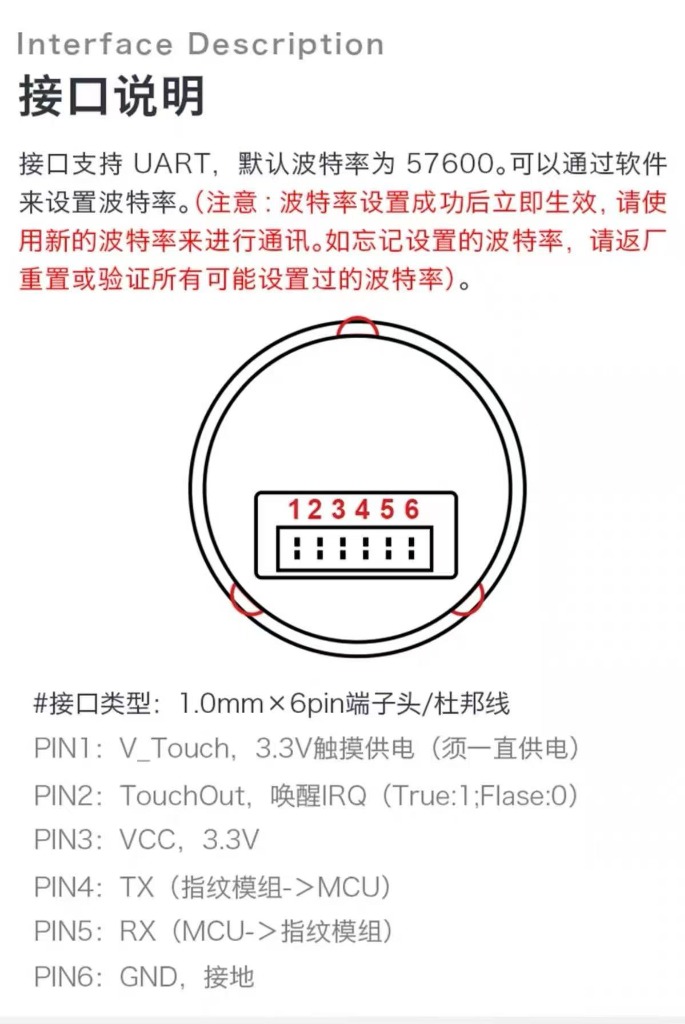 Interface Description
接口说明
接口支持 UART，默认波特率为 57600。可以通过软件
来设置波特率。（注意：波特率设置成功后立即生效，请使
用新的波特率来进行通讯。如忘记设置的波特率，请返厂
重置或验证所有可能设置过的波特率）。
1 2 3 4 5 6
#接口类型：1.0mm×6pin端子头/杜邦线
PIN1：V_Touch，3.3V触摸供电（须一直供电）
PIN2：TouchOut，唤醒IRQ（True:1;Flase:0）
PIN3：VCC，3.3V
PIN4：TX（指纹模组->MCU）
PIN5：RX（MCU->指纹模组）
PIN6：GND，接地